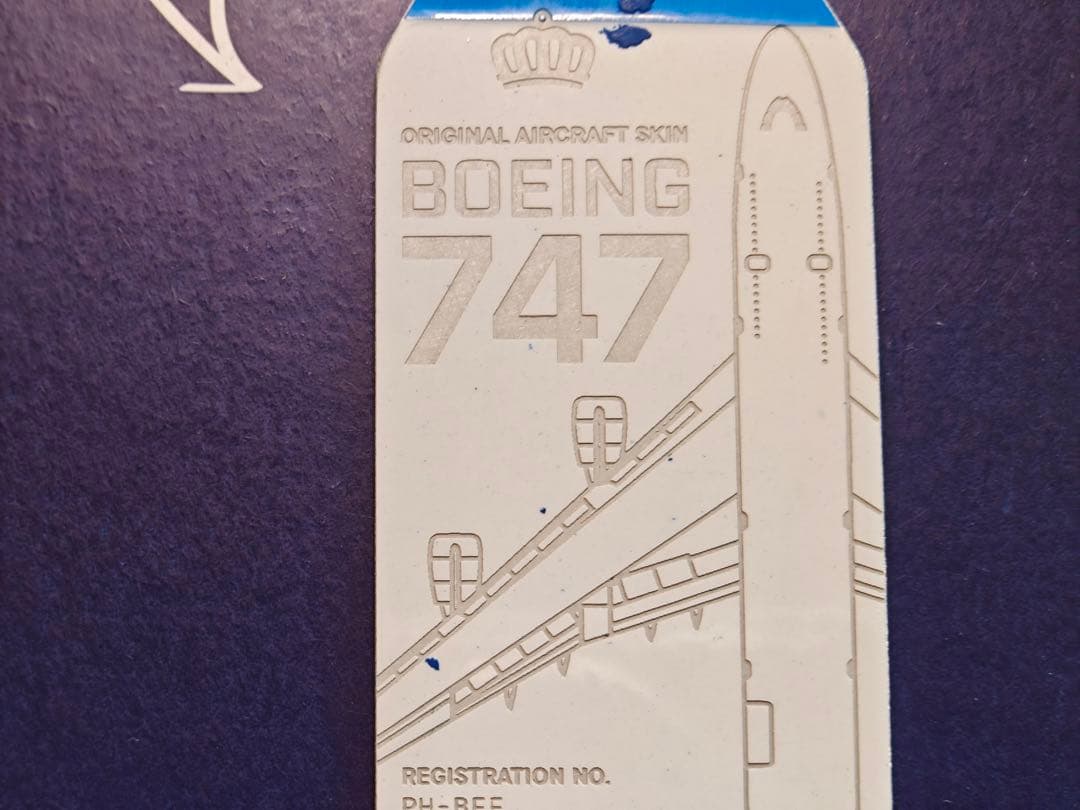 ORIGINAL AIRCRAFT SKIN
BOEING
747
REGISTRATION NO.